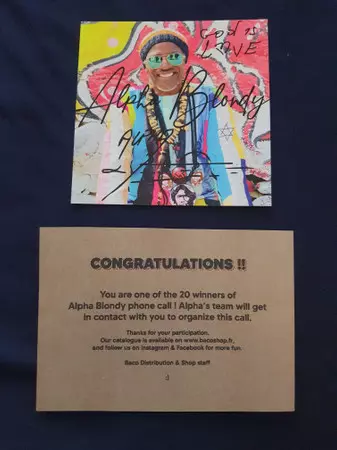 GOD IS
LOVE
Alpha Blondy
CONGRATULATIONS !!
You are one of the 20 winners of
Alpha Blondy phone call ! Alpha's team will get
in contact with you to organize this call.
Thanks for your participation.
Our catalogue is available on www.bacoshop.fr,
and follow us on Instagram & Facebook for more fun.
Baco Distribution & Shop staff
:)